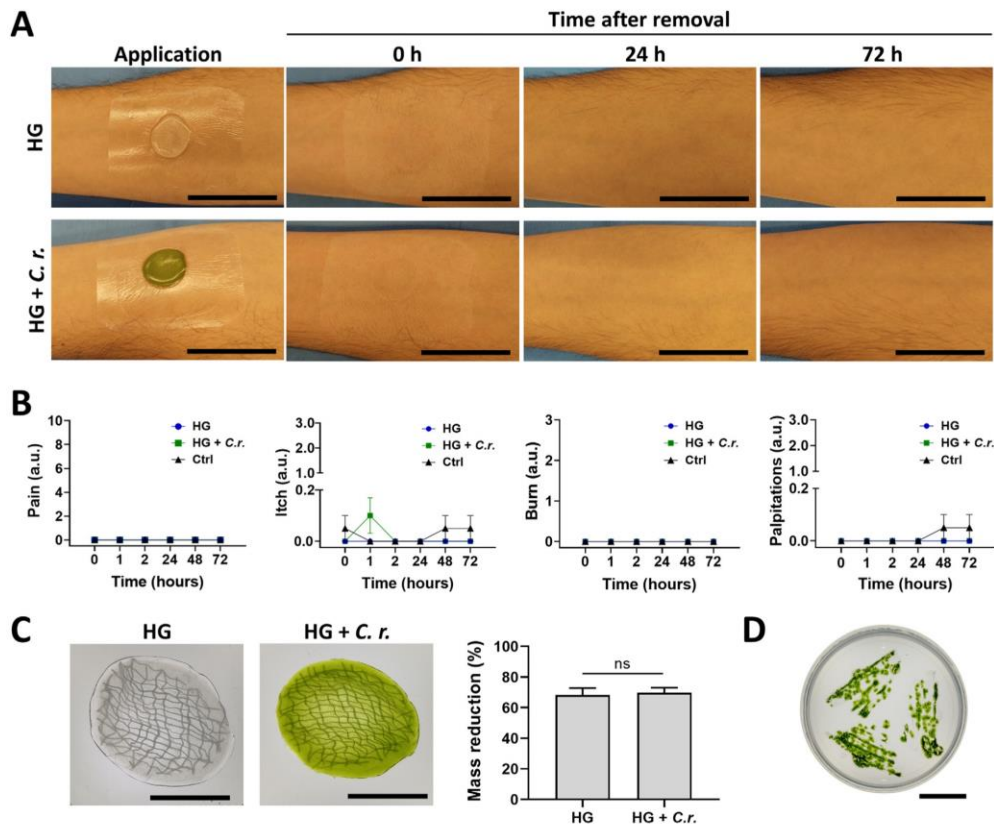 A
Time after removal
Application
0 h
24 h
72 h
HG
HG + C. r.
B
Pain (a.u.)
10
8
6
4
2
0
HG
HG + C.r.
Ctrl
0 1 2 24 48 72
Time (hours)
Itch (a.u.)
3.0
2.0
1.0
0.2
0.0
HG
HG + C.r.
Ctrl
0 1 2 24 48 72
Time (hours)
Burn (a.u.)
3
2
1
0
HG
HG + C.r.
Ctrl
0 1 2 24 48 72
Time (hours)
Palpitations (a.u.)
3.0
2.0
1.0
0.2
0.0
HG
HG + C.r.
Ctrl
0 1 2 24 48 72
Time (hours)
C
HG
HG + C. r.
Mass reduction (%)
100
80
60
40
20
0
ns
HG
HG + C.r.
D